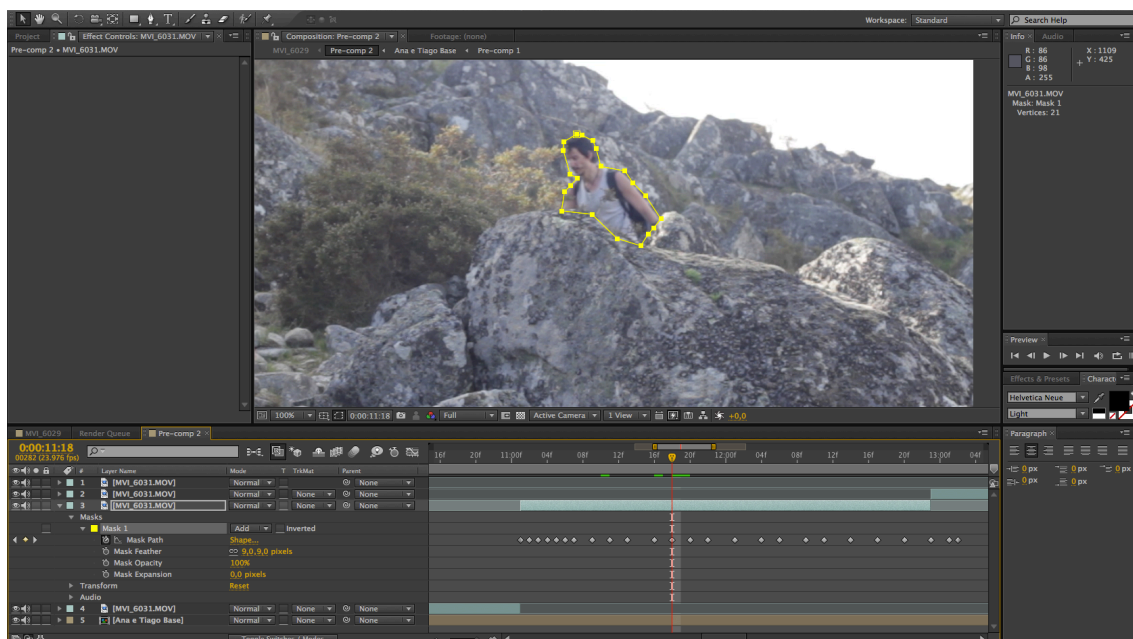 Workspace: Standard
Search Help
Project Effect Controls: MVI_6031.MOV
Composition: Pre-comp 2
Footage: (none)
Info Audio
Pre-comp 2 • MVI_6031.MOV
MVI_6029 Pre-comp 2 Ana e Tiago Base Pre-comp 1
R : 86
G : 86
B : 98
A : 255
X : 1109
Y : 425
MVI_6031.MOV
Mask: Mask 1
Vertices: 21
Preview
Effects & Presets Charact
Helvetica Neue
Light
100% 0:00:11:18 Full Active Camera 1 View +0,0
MVI_6029 Render Queue Pre-comp 2
Paragraph
0:00:11:18
00282 (23.976 fps)
16f 20f 11:00f 04f 08f 12f 16f 20f 12:00f 04f 08f 12f 16f 20f 13:00f 04f
# Layer Name Mode T TrkMat Parent
0 px 0 px 0 px
0 px 0 px
1 [MVI_6031.MOV] Normal None
2 [MVI_6031.MOV] Normal None None
3 [MVI_6031.MOV] Normal None None
Masks
Mask 1 Add Inverted
Mask Path Shape...
Mask Feather 9,0,9,0 pixels
Mask Opacity 100%
Mask Expansion 0,0 pixels
Transform Reset
Audio
4 [MVI_6031.MOV] Normal None None
5 [Ana e Tiago Base] Normal None None
Toggle Switches / Modes